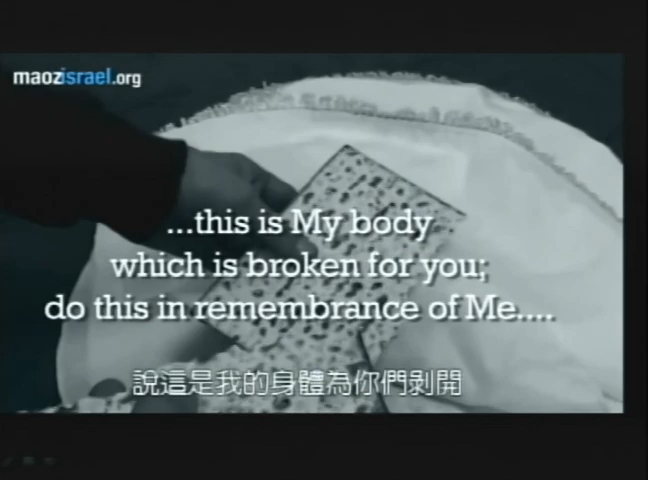 maozisrael.org
...this is My body
which is broken for you;
do this in remembrance of Me....
說這是我的身體為你們剝開